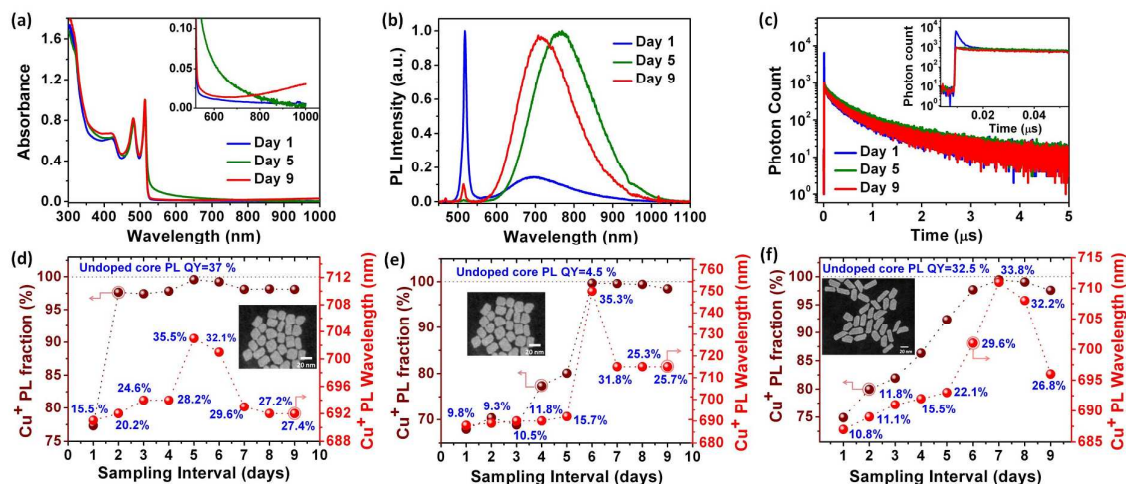 (a)
Absorbance
1.6
1.2
0.8
0.4
0.0
0.10
0.05
0.00
600
800
1000
Day 1
Day 5
Day 9
300 400 500 600 700 800 900 1000
Wavelength (nm)
(b)
PL Intensity (a.u.)
1.0
0.8
0.6
0.4
0.2
0.0
Day 1
Day 5
Day 9
500 600 700 800 900 1000 1100
Wavelength (nm)
(c)
Photon Count
10⁴
10³
10²
10¹
10⁰
Photon count
10⁴
10³
10²
10¹
10⁰
0.02 0.04
Time (μs)
Day 1
Day 5
Day 9
0 1 2 3 4 5
Time (μs)
(d)
Undoped core PL QY=37 %
Cu⁺ PL fraction (%)
100
95
90
85
80
75
15.5 %
20.2%
24.6%
28.2%
35.5%
32.1%
29.6%
27.2%
27.4%
20 nm
712
708
704
700
696
692
688
Cu⁺ PL Wavelength (nm)
0 1 2 3 4 5 6 7 8 9 10
Sampling Interval (days)
(e)
Undoped core PL QY=4.5 %
Cu⁺ PL fraction (%)
100
90
80
70
9.8%
9.3%
10.5%
11.8%
15.7%
35.3%
31.8%
25.3%
25.7%
20 nm
760
750
740
730
720
710
700
690
680
Cu⁺ PL Wavelength (nm)
0 1 2 3 4 5 6 7 8 9 10
Sampling Interval (days)
(f)
Undoped core PL QY=32.5 %
Cu⁺ PL fraction (%)
100
95
90
85
80
75
10.8%
11.1%
11.8%
15.5%
22.1%
29.6%
33.8%
32.2%
26.8%
20 nm
710
705
700
695
690
685
Cu⁺ PL Wavelength (nm)
1 2 3 4 5 6 7 8 9
Sampling Interval (days)